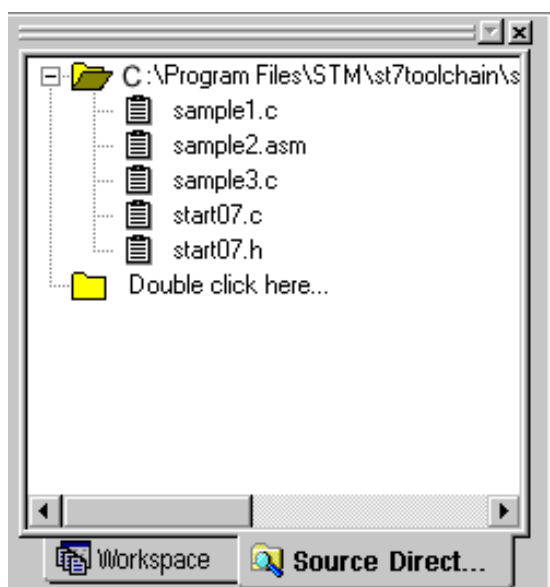 C:\Program Files\STM\st7toolchain\s
sample1.c
sample2.asm
sample3.c
start07.c
start07.h
Double click here...
Workspace
Source Direct...